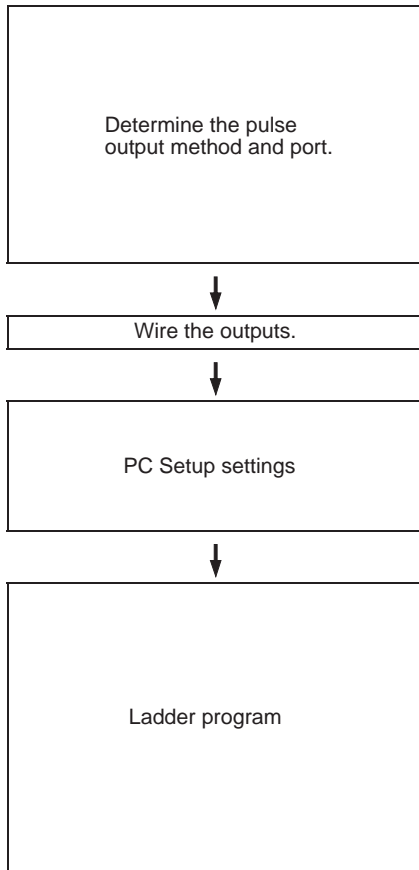 Determine the pulse
output method and port.
Wire the outputs.
PC Setup settings
Ladder program